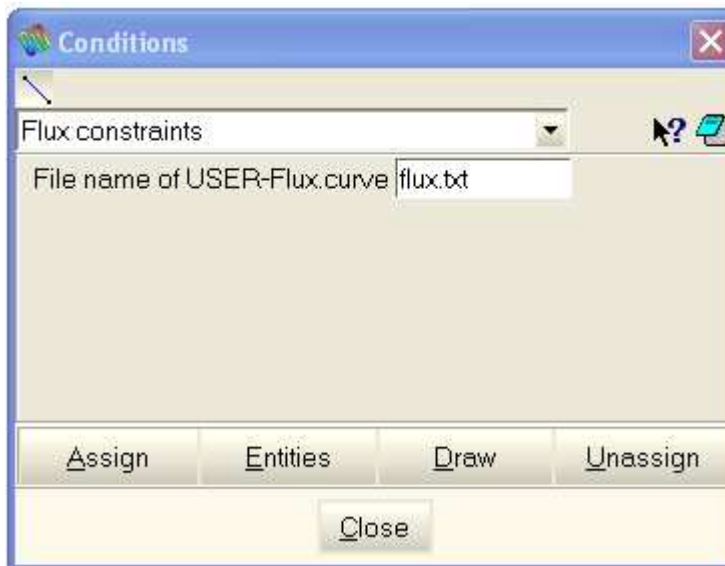 Conditions
Flux constraints
File name of USER-Flux.curve flux.txt
Assign Entities Draw Unassign
Close